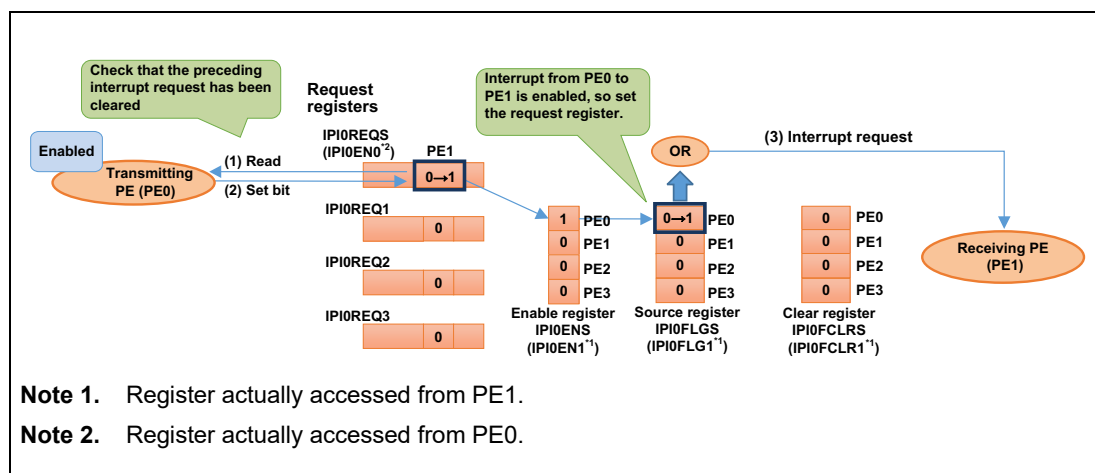 Check that the preceding
interrupt request has been
cleared
Enabled
Transmitting
PE (PE0)
(1) Read
(2) Set bit
Request
registers
IPI0REQS
(IPI0EN0*2)
PE1
0→1
IPI0REQ1
0
IPI0REQ2
0
IPI0REQ3
0
Interrupt from PE0 to
PE1 is enabled, so set
the request register.
1 PE0
0 PE1
0 PE2
0 PE3
Enable register
IPI0ENS
(IPI0EN1*1)
OR
0→1 PE0
0 PE1
0 PE2
0 PE3
Source register
IPI0FLGS
(IPI0FLG1*1)
(3) Interrupt request
0 PE0
0 PE1
0 PE2
0 PE3
Clear register
IPI0FCLRS
(IPI0FCLR1*1)
Receiving PE
(PE1)
Note 1. Register actually accessed from PE1.
Note 2. Register actually accessed from PE0.